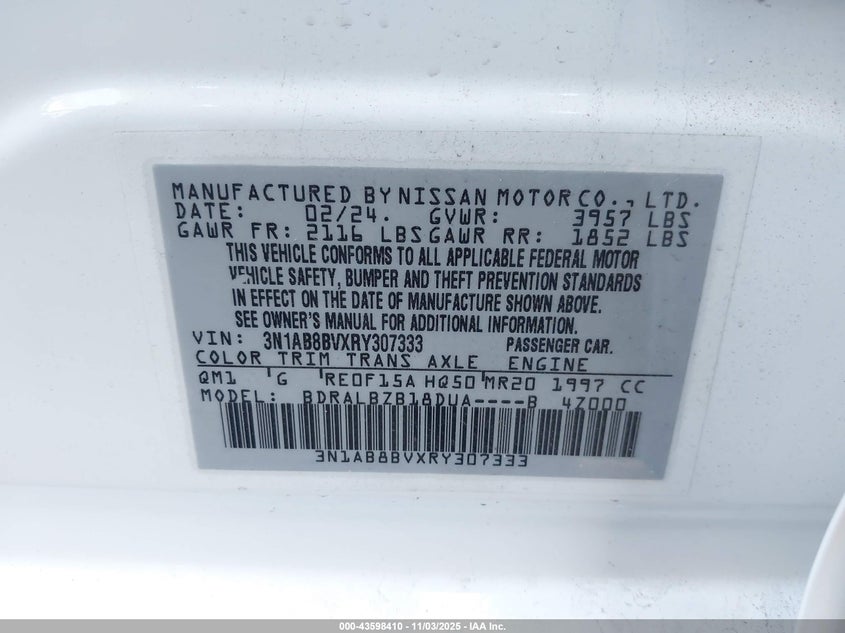 MANUFACTURED BY NISSAN MOTOR CO., LTD.
DATE: 02/24. GVWR: 3957 LBS
GAWR FR: 2116 LBS GAWR RR: 1852 LBS
THIS VEHICLE CONFORMS TO ALL APPLICABLE FEDERAL MOTOR
VEHICLE SAFETY, BUMPER AND THEFT PREVENTION STANDARDS
IN EFFECT ON THE DATE OF MANUFACTURE SHOWN ABOVE.
SEE OWNER'S MANUAL FOR ADDITIONAL INFORMATION.
VIN: 3N1AB8BVXRY307333 PASSENGER CAR.
COLOR TRIM TRANS AXLE ENGINE
QM1 G RE0F15A HQ50 MR20 1997 CC
MODEL: BDRALBZB18DUA----B 4Z000
3N1AB8BVXRY307333
000-43598410 - 11/03/2025 - IAA Inc.